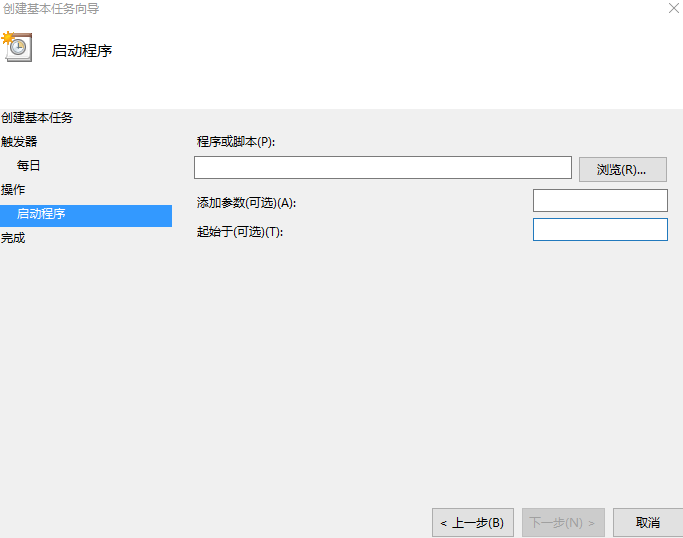 创建基本任务向导
启动程序
创建基本任务
触发器
每日
操作
启动程序
完成
程序或脚本(P):
浏览(R)...
添加参数(可选)(A):
起始于(可选)(T):
< 上一步(B)
下一步(N) >
取消